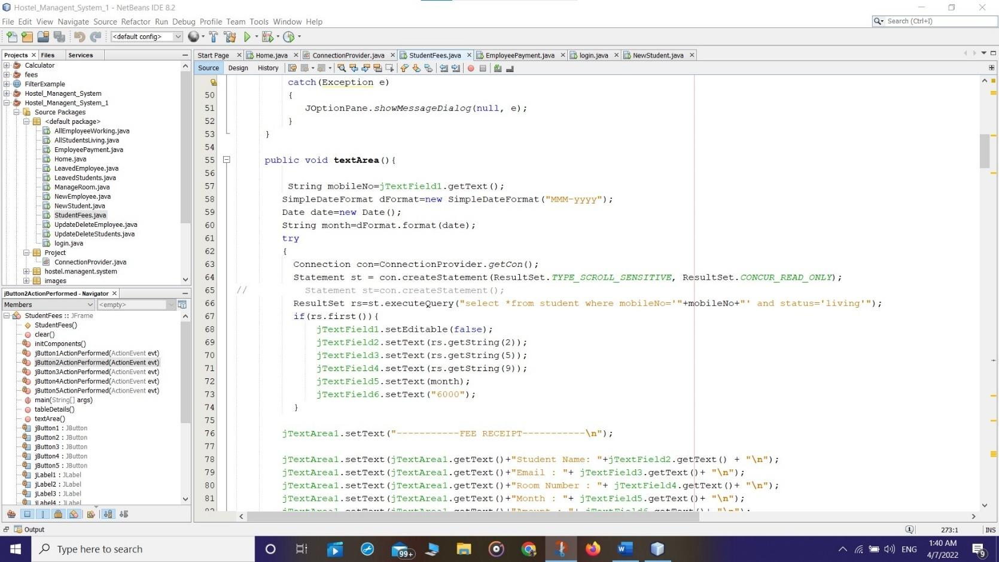 Hostel_Managent_System_1 - NetBeans IDE 8.2
File Edit View Navigate Source Refactor Run Debug Profile Team Tools Window Help
Search (Ctrl+I)
<default config>
Projects Files Services
Start Page Home.java ConnectionProvider.java StudentFees.java EmployeePayment.java login.java NewStudent.java
Source Design History
Calculator
fees
FilterExample
Hostel_Managent_System
Hostel_Managent_System_1
Source Packages
<default package>
AllEmployeeWorking.java
AllStudentsLiving.java
EmployeePayment.java
Home.java
LeavedEmployee.java
LeavedStudents.java
ManageRoom.java
NewEmployee.java
NewStudent.java
StudentFees.java
UpdateDeleteEmployee.java
UpdateDeleteStudents.java
login.java
Project
ConnectionProvider.java
hostel.managent.system
images
jButton2ActionPerformed - Navigator
Members <empty>
StudentFees :: JFrame
StudentFees()
clear()
initComponents()
jButton1ActionPerformed(ActionEvent evt)
jButton2ActionPerformed(ActionEvent evt)
jButton3ActionPerformed(ActionEvent evt)
jButton4ActionPerformed(ActionEvent evt)
jButton5ActionPerformed(ActionEvent evt)
main(String[] args)
tableDetails()
textArea()
jButton1 : JButton
jButton2 : JButton
jButton3 : JButton
jButton4 : JButton
jButton5 : JButton
jLabel1 : JLabel
jLabel2 : JLabel
jLabel3 : JLabel
jLabel4 : JLabel
catch(Exception e)
50 {
51 JOptionPane.showMessageDialog(null, e);
52 }
53 }
54
55 public void textArea(){
56
57 String mobileNo=jTextField1.getText();
58 SimpleDateFormat dFormat=new SimpleDateFormat("MMM-yyyy");
59 Date date=new Date();
60 String month=dFormat.format(date);
61 try
62 {
63 Connection con=ConnectionProvider.getCon();
64 Statement st = con.createStatement(ResultSet.TYPE_SCROLL_SENSITIVE, ResultSet.CONCUR_READ_ONLY);
65 // Statement st=con.createStatement();
66 ResultSet rs=st.executeQuery("select *from student where mobileNo='"+mobileNo+"' and status='living'");
67 if(rs.first()){
68 jTextField1.setEditable(false);
69 jTextField2.setText(rs.getString(2));
70 jTextField3.setText(rs.getString(5));
71 jTextField4.setText(rs.getString(9));
72 jTextField5.setText(month);
73 jTextField6.setText("6000");
74 }
75
76 jTextArea1.setText("-----------FEE RECEIPT-----------\n");
77
78 jTextArea1.setText(jTextArea1.getText()+"Student Name: "+jTextField2.getText() + "\n");
79 jTextArea1.setText(jTextArea1.getText()+"Email : "+ jTextField3.getText()+ "\n");
80 jTextArea1.setText(jTextArea1.getText()+"Room Number : "+ jTextField4.getText()+ "\n");
81 jTextArea1.setText(jTextArea1.getText()+"Month : "+ jTextField5.getText()+ "\n");
82 jTextArea1.setText(jTextArea1.getText()+"Amount : "+ jTextField6.getText()+ "\n");
Output
1
273:1 INS
Type here to search
99+
ENG
1:40 AM
4/7/2022
9